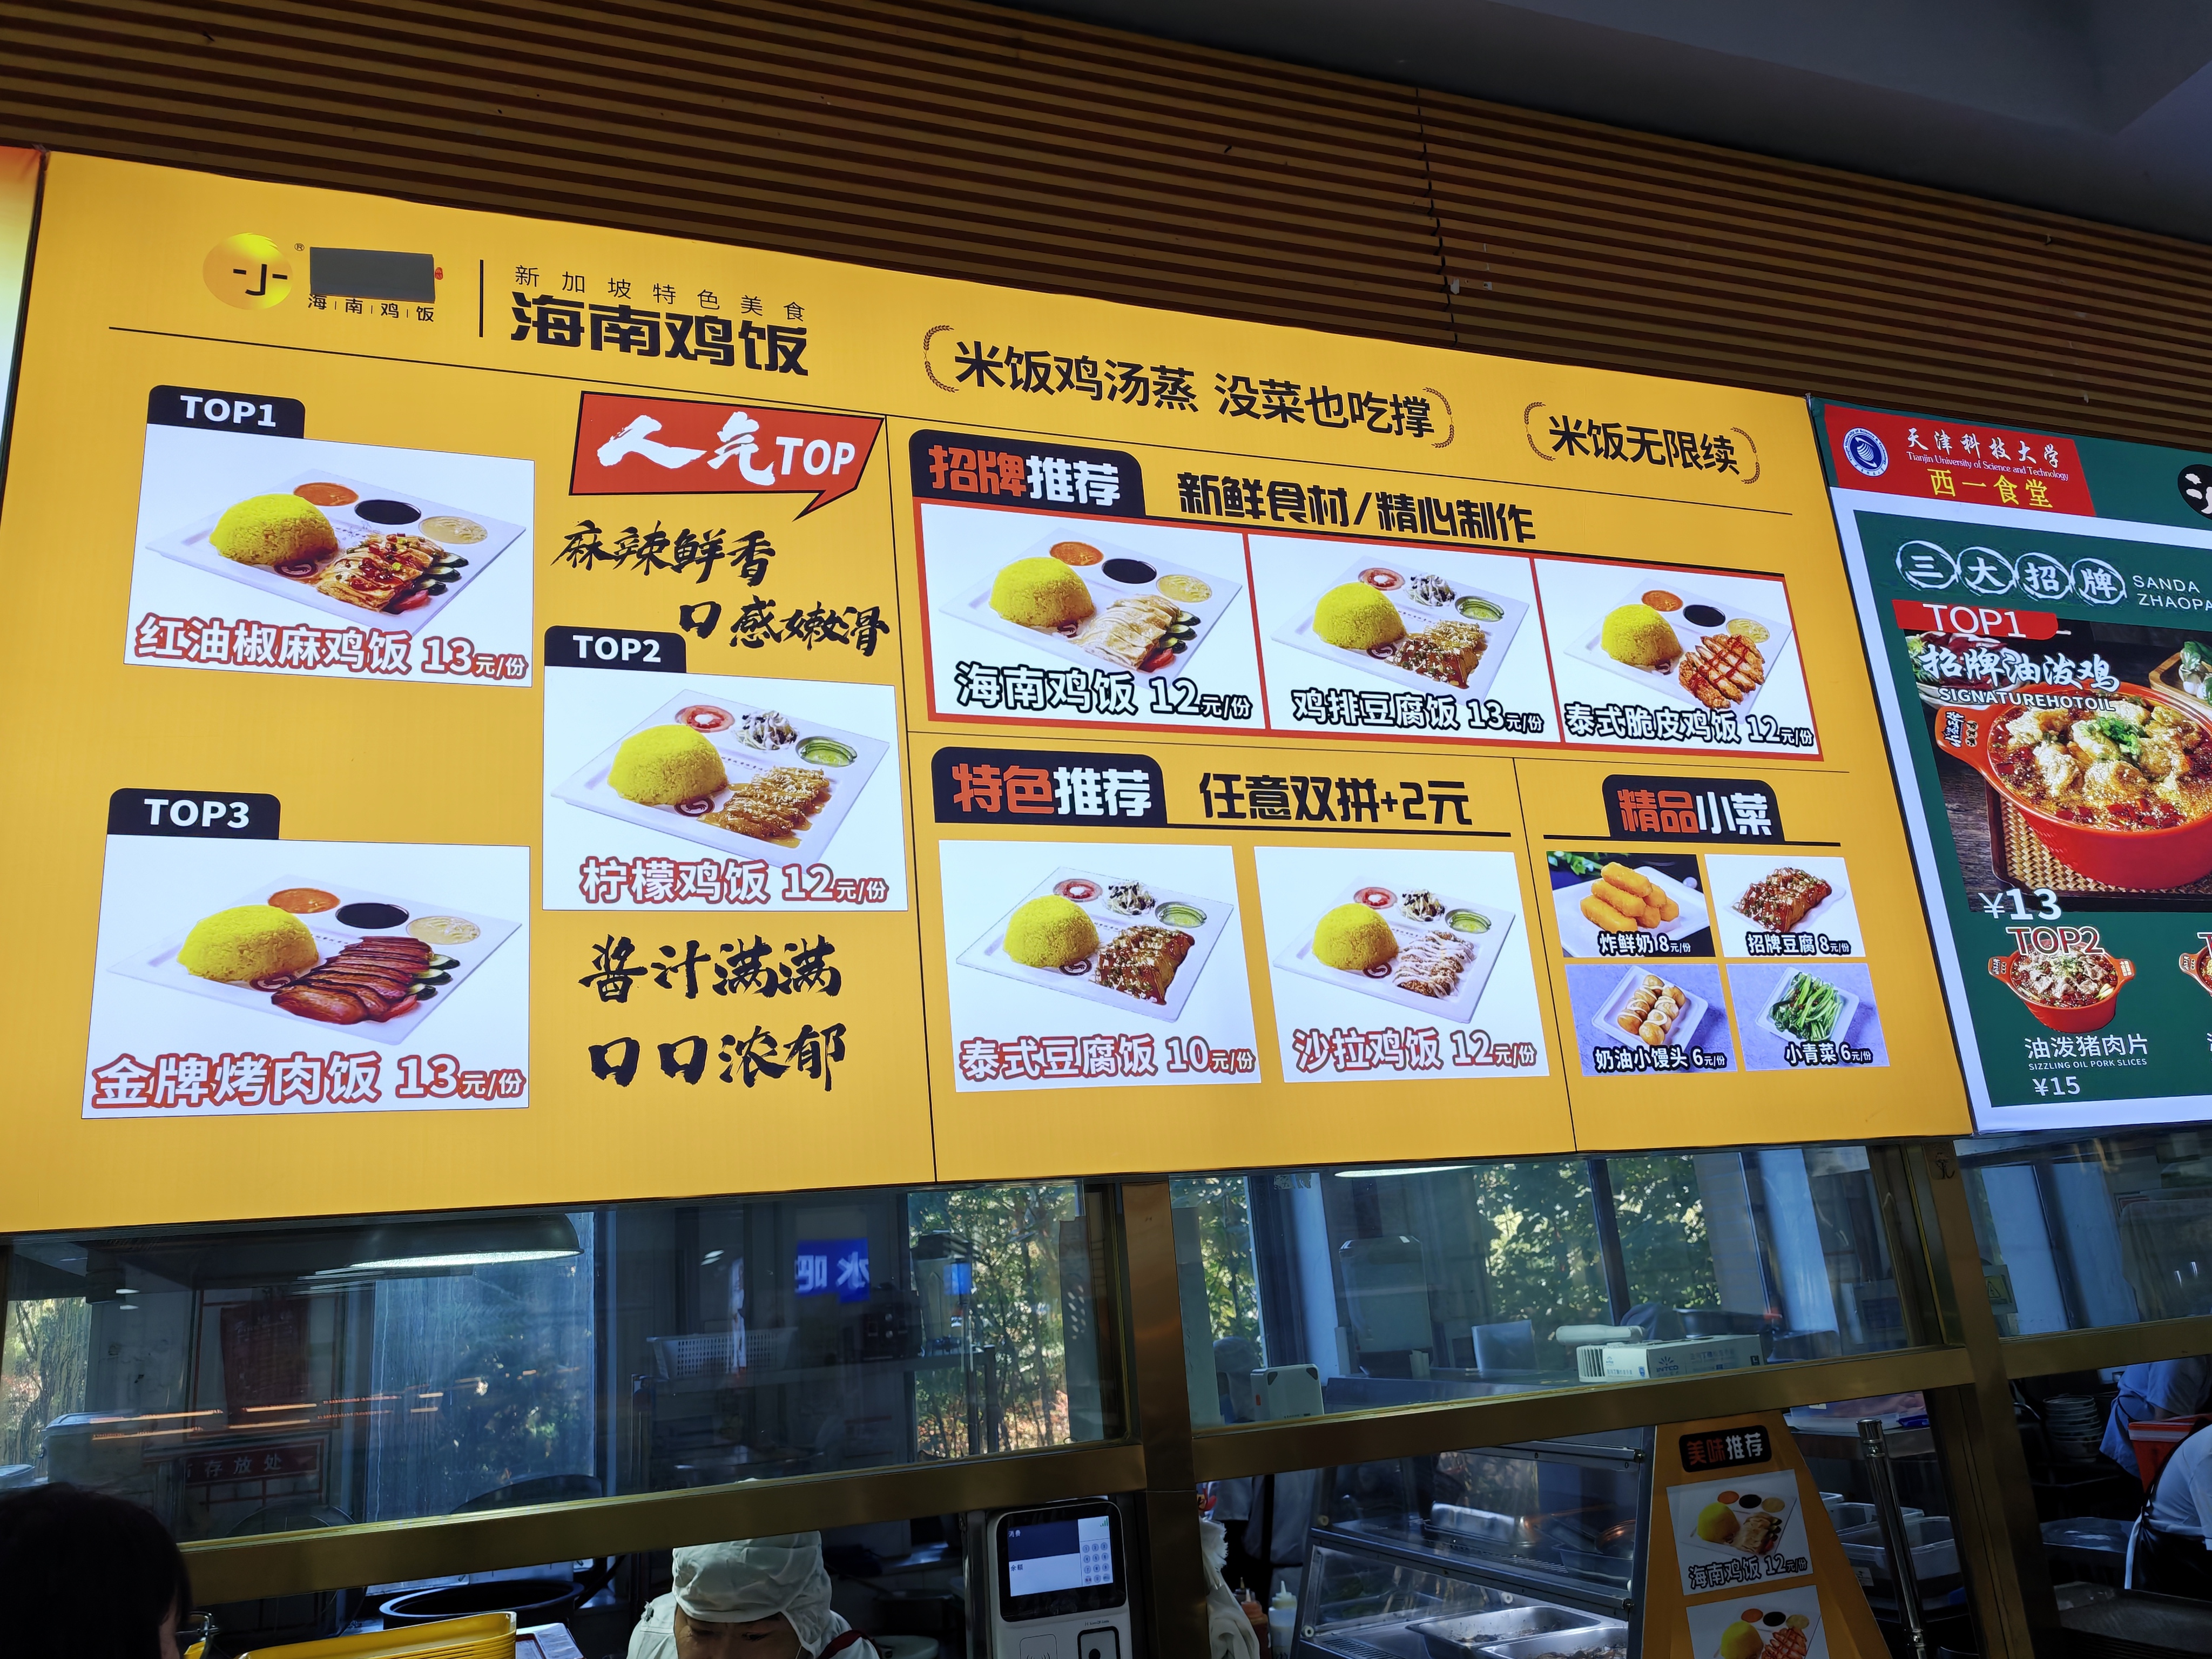 海南鸡饭
新加坡特色美食
海南鸡饭
米饭鸡汤蒸 没菜也吃撑
米饭无限续
TOP1
红油椒麻鸡饭 13元/份
人气TOP
麻辣鲜香
口感嫩滑
TOP2
柠檬鸡饭 12元/份
TOP3
金牌烤肉饭 13元/份
酱汁满满
口口浓郁
招牌推荐
新鲜食材/精心制作
海南鸡饭 12元/份
鸡排豆腐饭 13元/份
泰式脆皮鸡饭 12元/份
特色推荐
任意双拼+2元
泰式豆腐饭 10元/份
沙拉鸡饭 12元/份
精品小菜
炸鲜奶 8元/份
招牌豆腐 8元/份
奶油小馒头 6元/份
小青菜 6元/份
天津科技大学
Tianjin University of Science and Technology
西一食堂
三大招牌
SANDA
ZHAOPA
TOP1
招牌油泼鸡
SIGNATUREHOTOIL
¥13
TOP2
油泼猪肉片
SIZZLING OIL PORK SLICES
¥15
水吧
存放处
美味推荐
海南鸡饭 12元/份